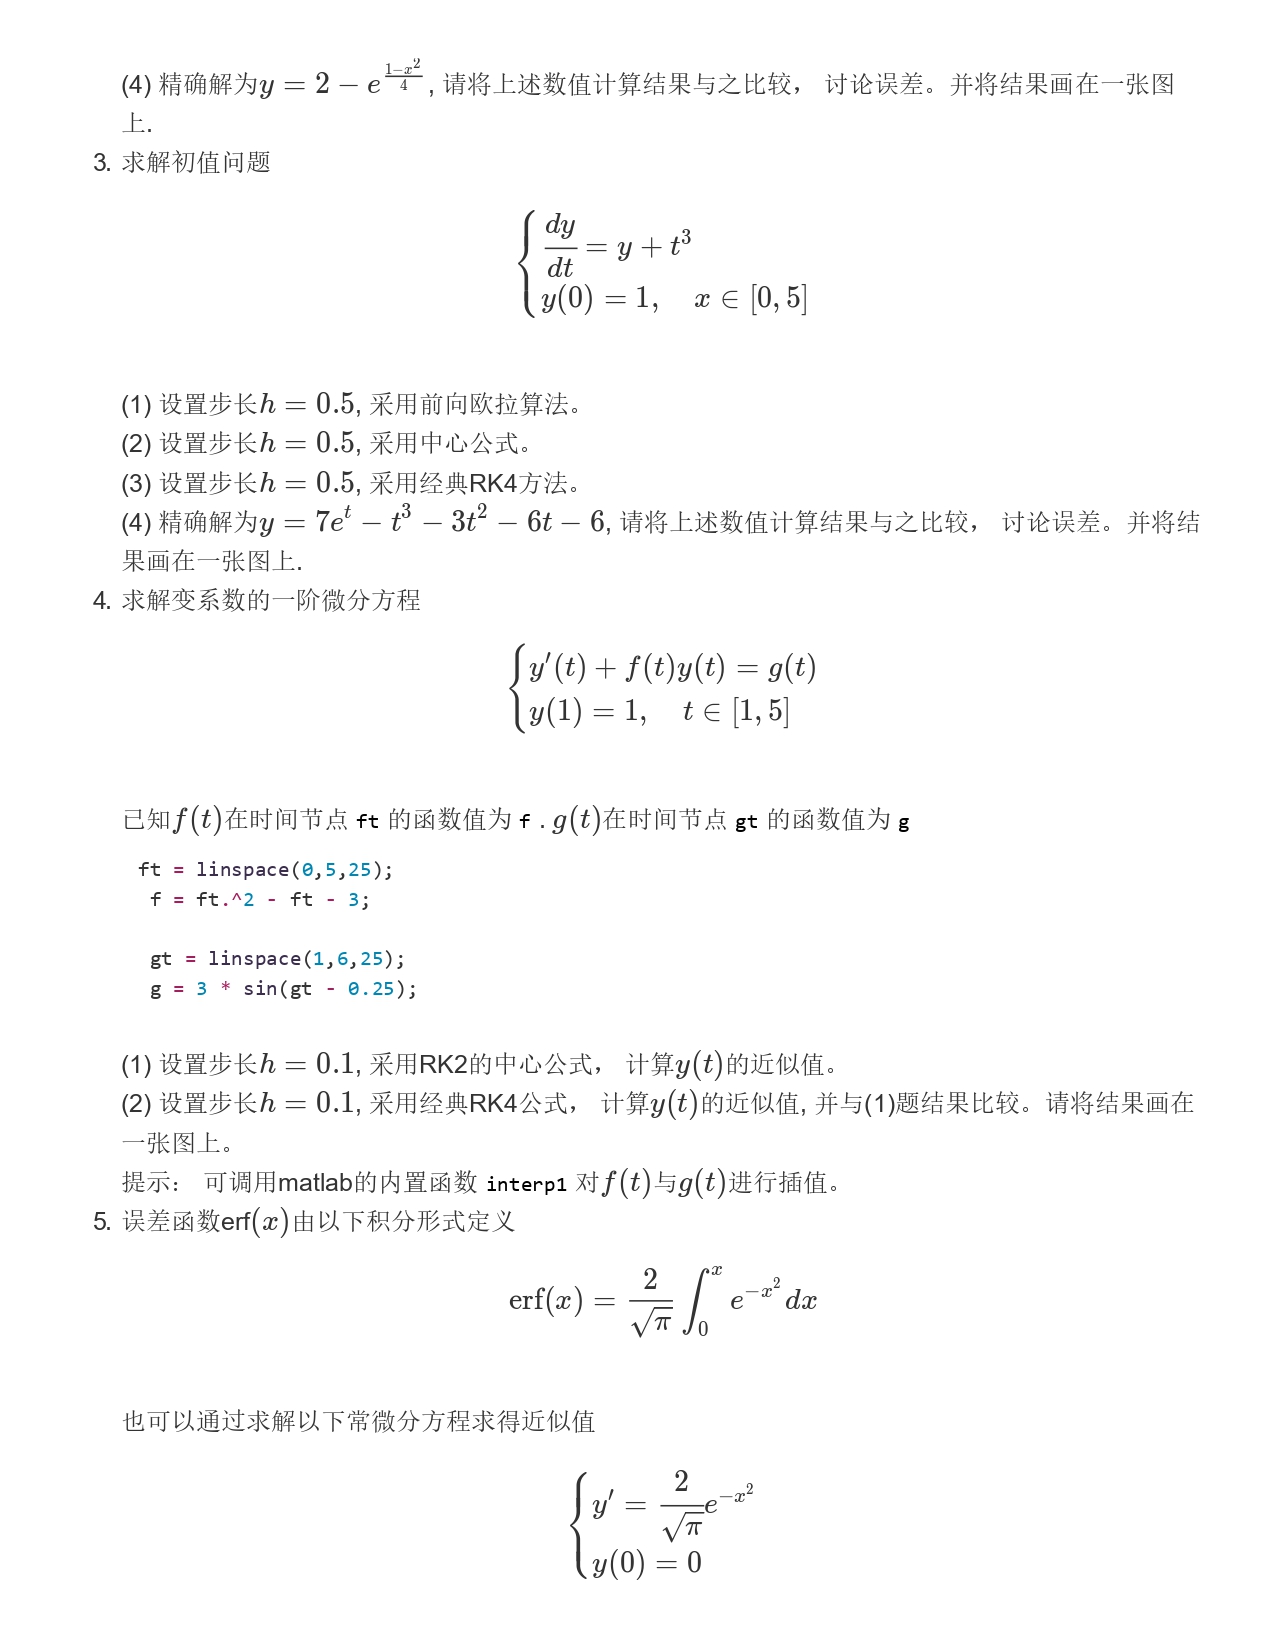 (4) 精确解为$y = 2 - e^{\frac{1-x^2}{4}}$, 请将上述数值计算结果与之比较， 讨论误差。并将结果画在一张图
上.
3. 求解初值问题
$$\begin{cases} \dfrac{dy}{dt} = y + t^3 \\ y(0) = 1, \quad x \in [0, 5] \end{cases}$$
(1) 设置步长$h = 0.5$, 采用前向欧拉算法。
(2) 设置步长$h = 0.5$, 采用中心公式。
(3) 设置步长$h = 0.5$, 采用经典RK4方法。
(4) 精确解为$y = 7e^t - t^3 - 3t^2 - 6t - 6$, 请将上述数值计算结果与之比较， 讨论误差。并将结
果画在一张图上.
4. 求解变系数的一阶微分方程
$$\begin{cases} y'(t) + f(t)y(t) = g(t) \\ y(1) = 1, \quad t \in [1, 5] \end{cases}$$
已知$f(t)$在时间节点 ft 的函数值为 f . $g(t)$在时间节点 gt 的函数值为 g
ft = linspace(0,5,25);
f = ft.^2 - ft - 3;
gt = linspace(1,6,25);
g = 3 * sin(gt - 0.25);
(1) 设置步长$h = 0.1$, 采用RK2的中心公式， 计算$y(t)$的近似值。
(2) 设置步长$h = 0.1$, 采用经典RK4公式， 计算$y(t)$的近似值, 并与(1)题结果比较。请将结果画在
一张图上。
提示： 可调用matlab的内置函数 interp1 对$f(t)$与$g(t)$进行插值。
5. 误差函数erf$(x)$由以下积分形式定义
$$\operatorname{erf}(x) = \frac{2}{\sqrt{\pi}} \int_0^x e^{-x^2} dx$$
也可以通过求解以下常微分方程求得近似值
$$\begin{cases} y' = \dfrac{2}{\sqrt{\pi}} e^{-x^2} \\ y(0) = 0 \end{cases}$$